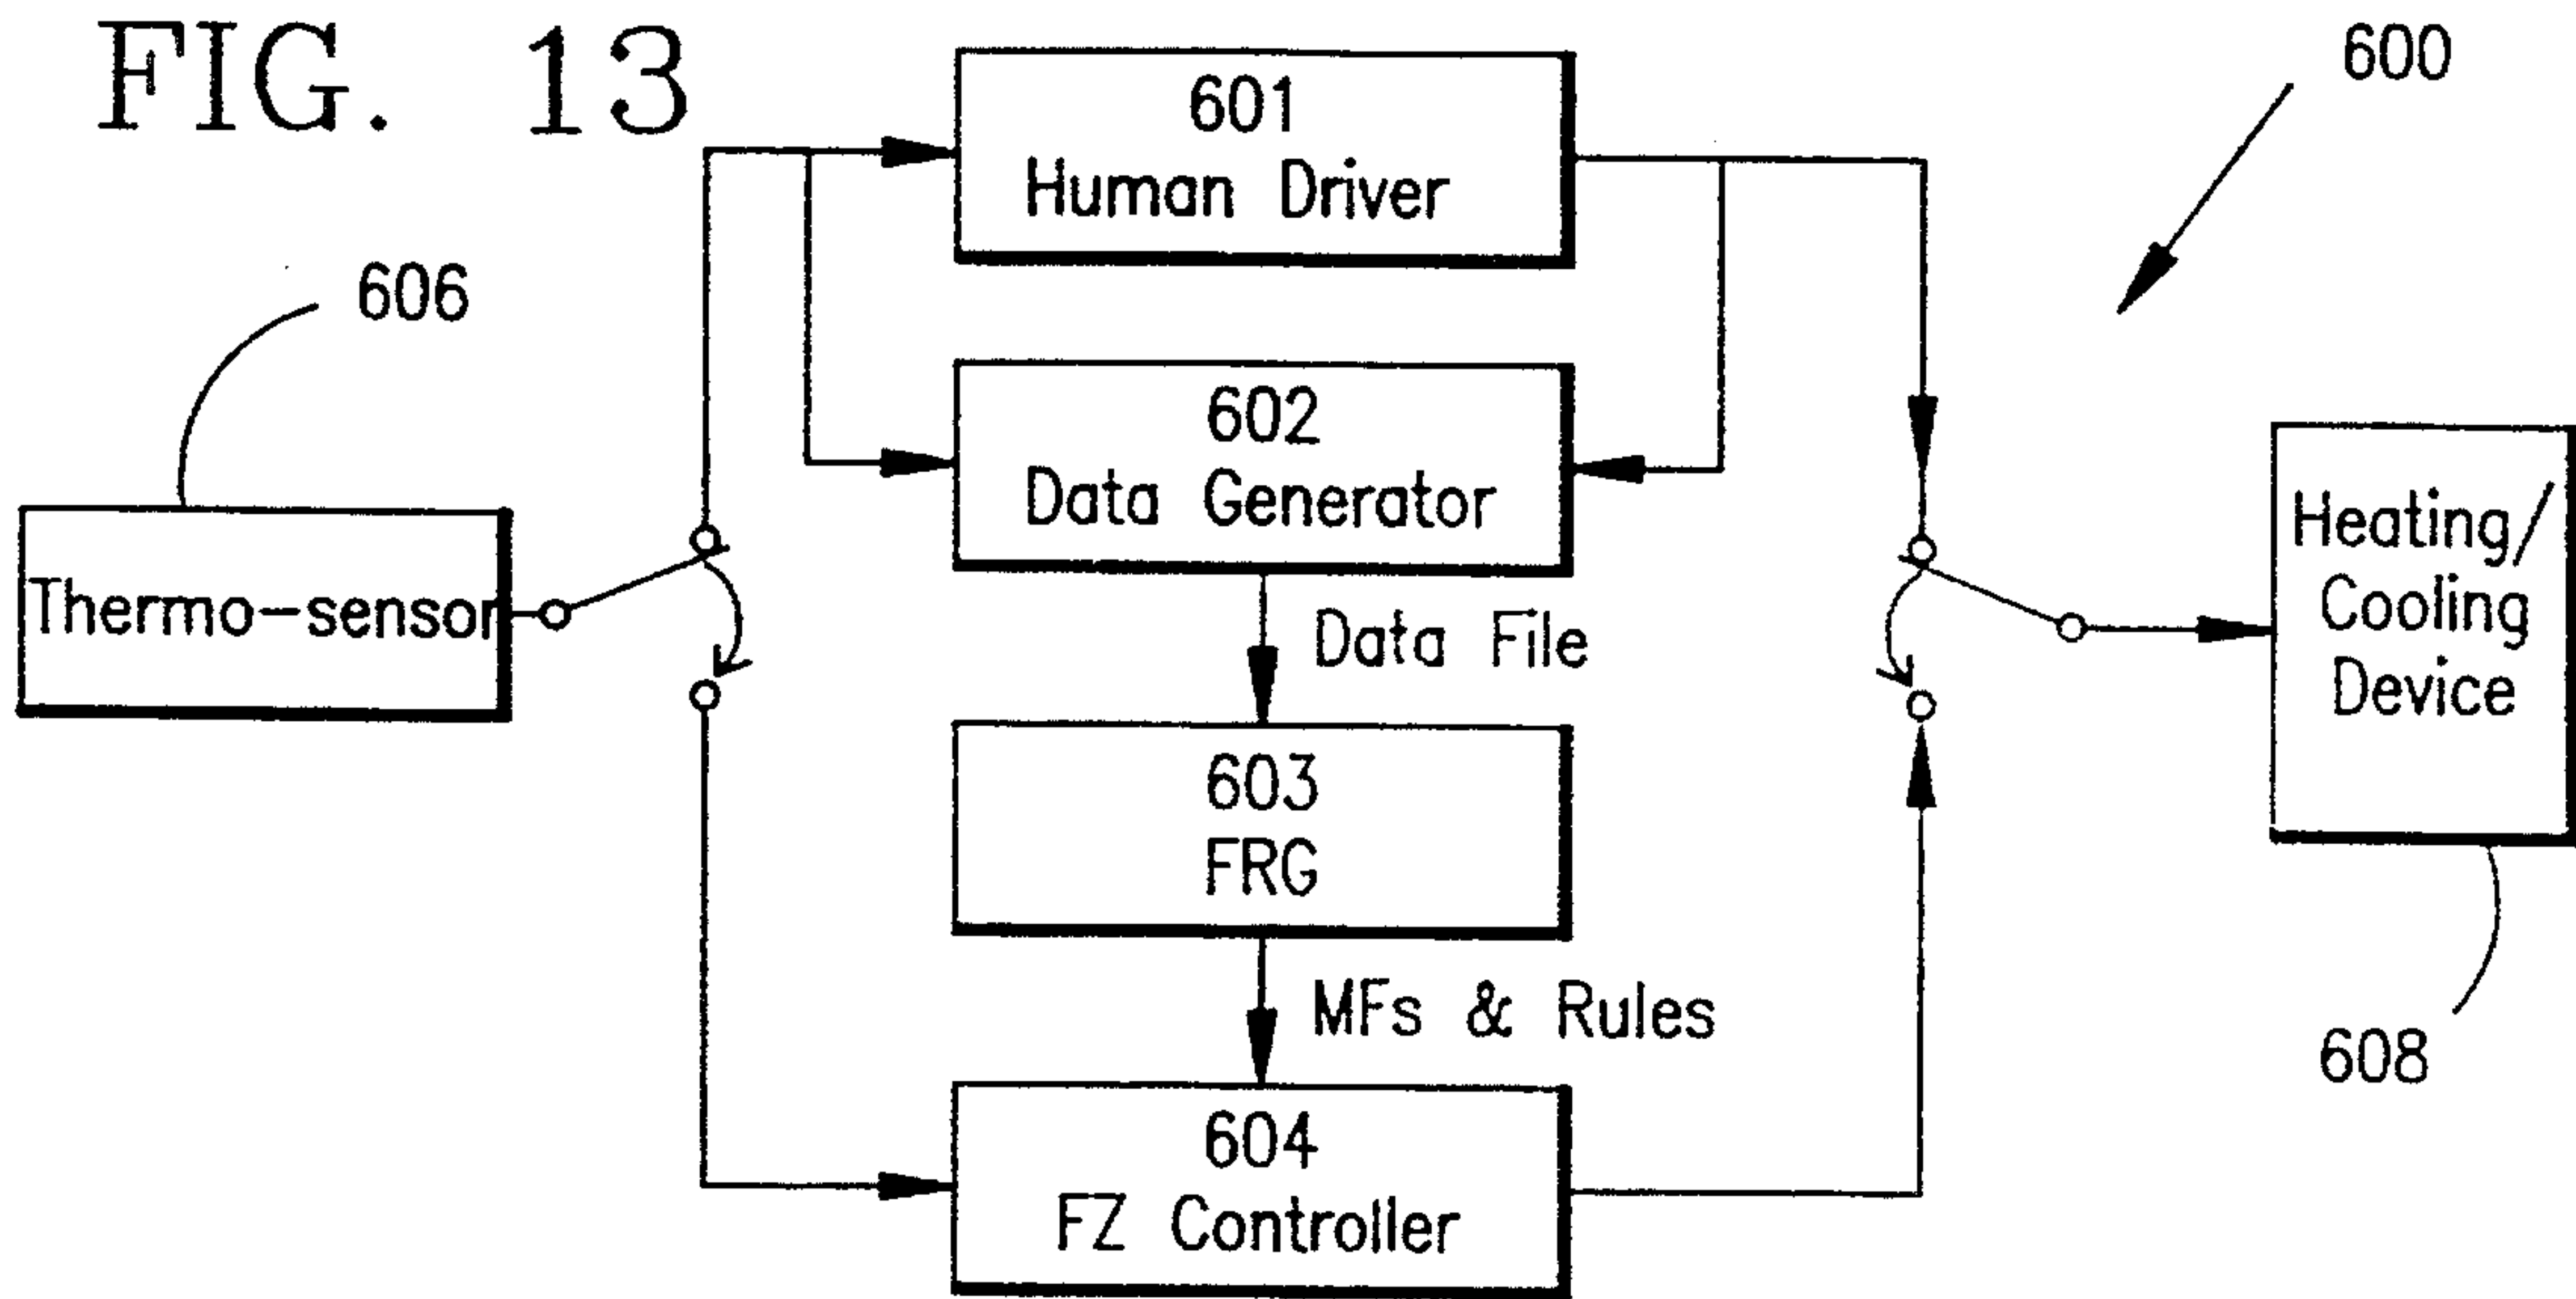 FIG. 13
600
601
Human Driver
606
602
Data Generator
Thermo-sensor
Data File
Heating/
Cooling
Device
603
FRG
MFs & Rules
608
604
FZ Controller